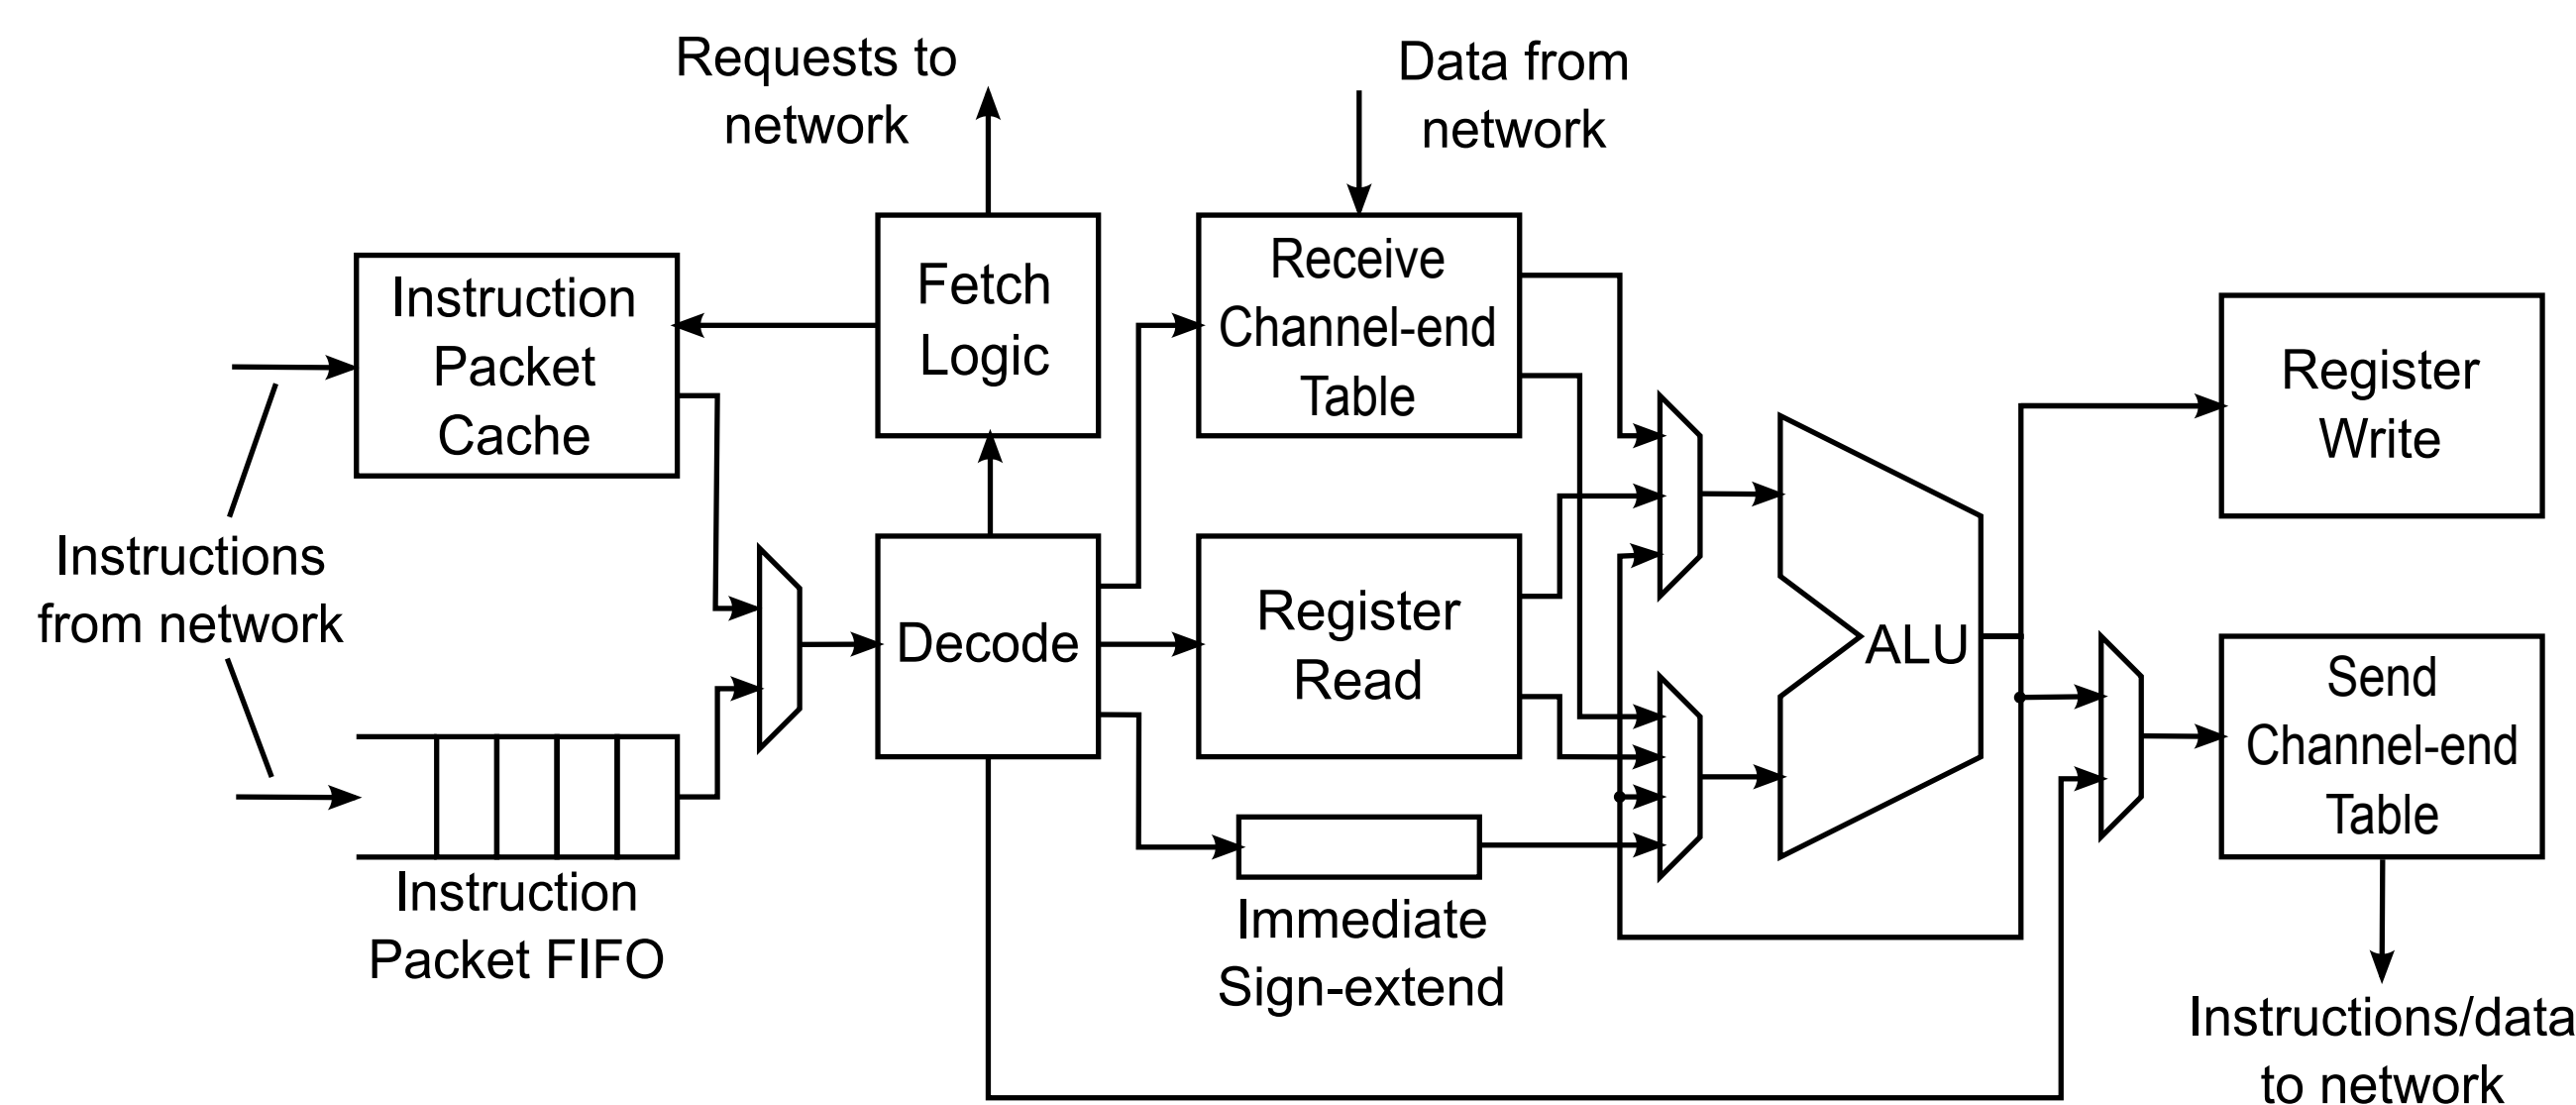 Requests to
network
Data from
network
Instruction
Packet
Cache
Fetch
Logic
Receive
Channel-end
Table
Register
Write
Instructions
from network
Decode
Register
Read
ALU
Send
Channel-end
Table
Instruction
Packet FIFO
Immediate
Sign-extend
Instructions/data
to network